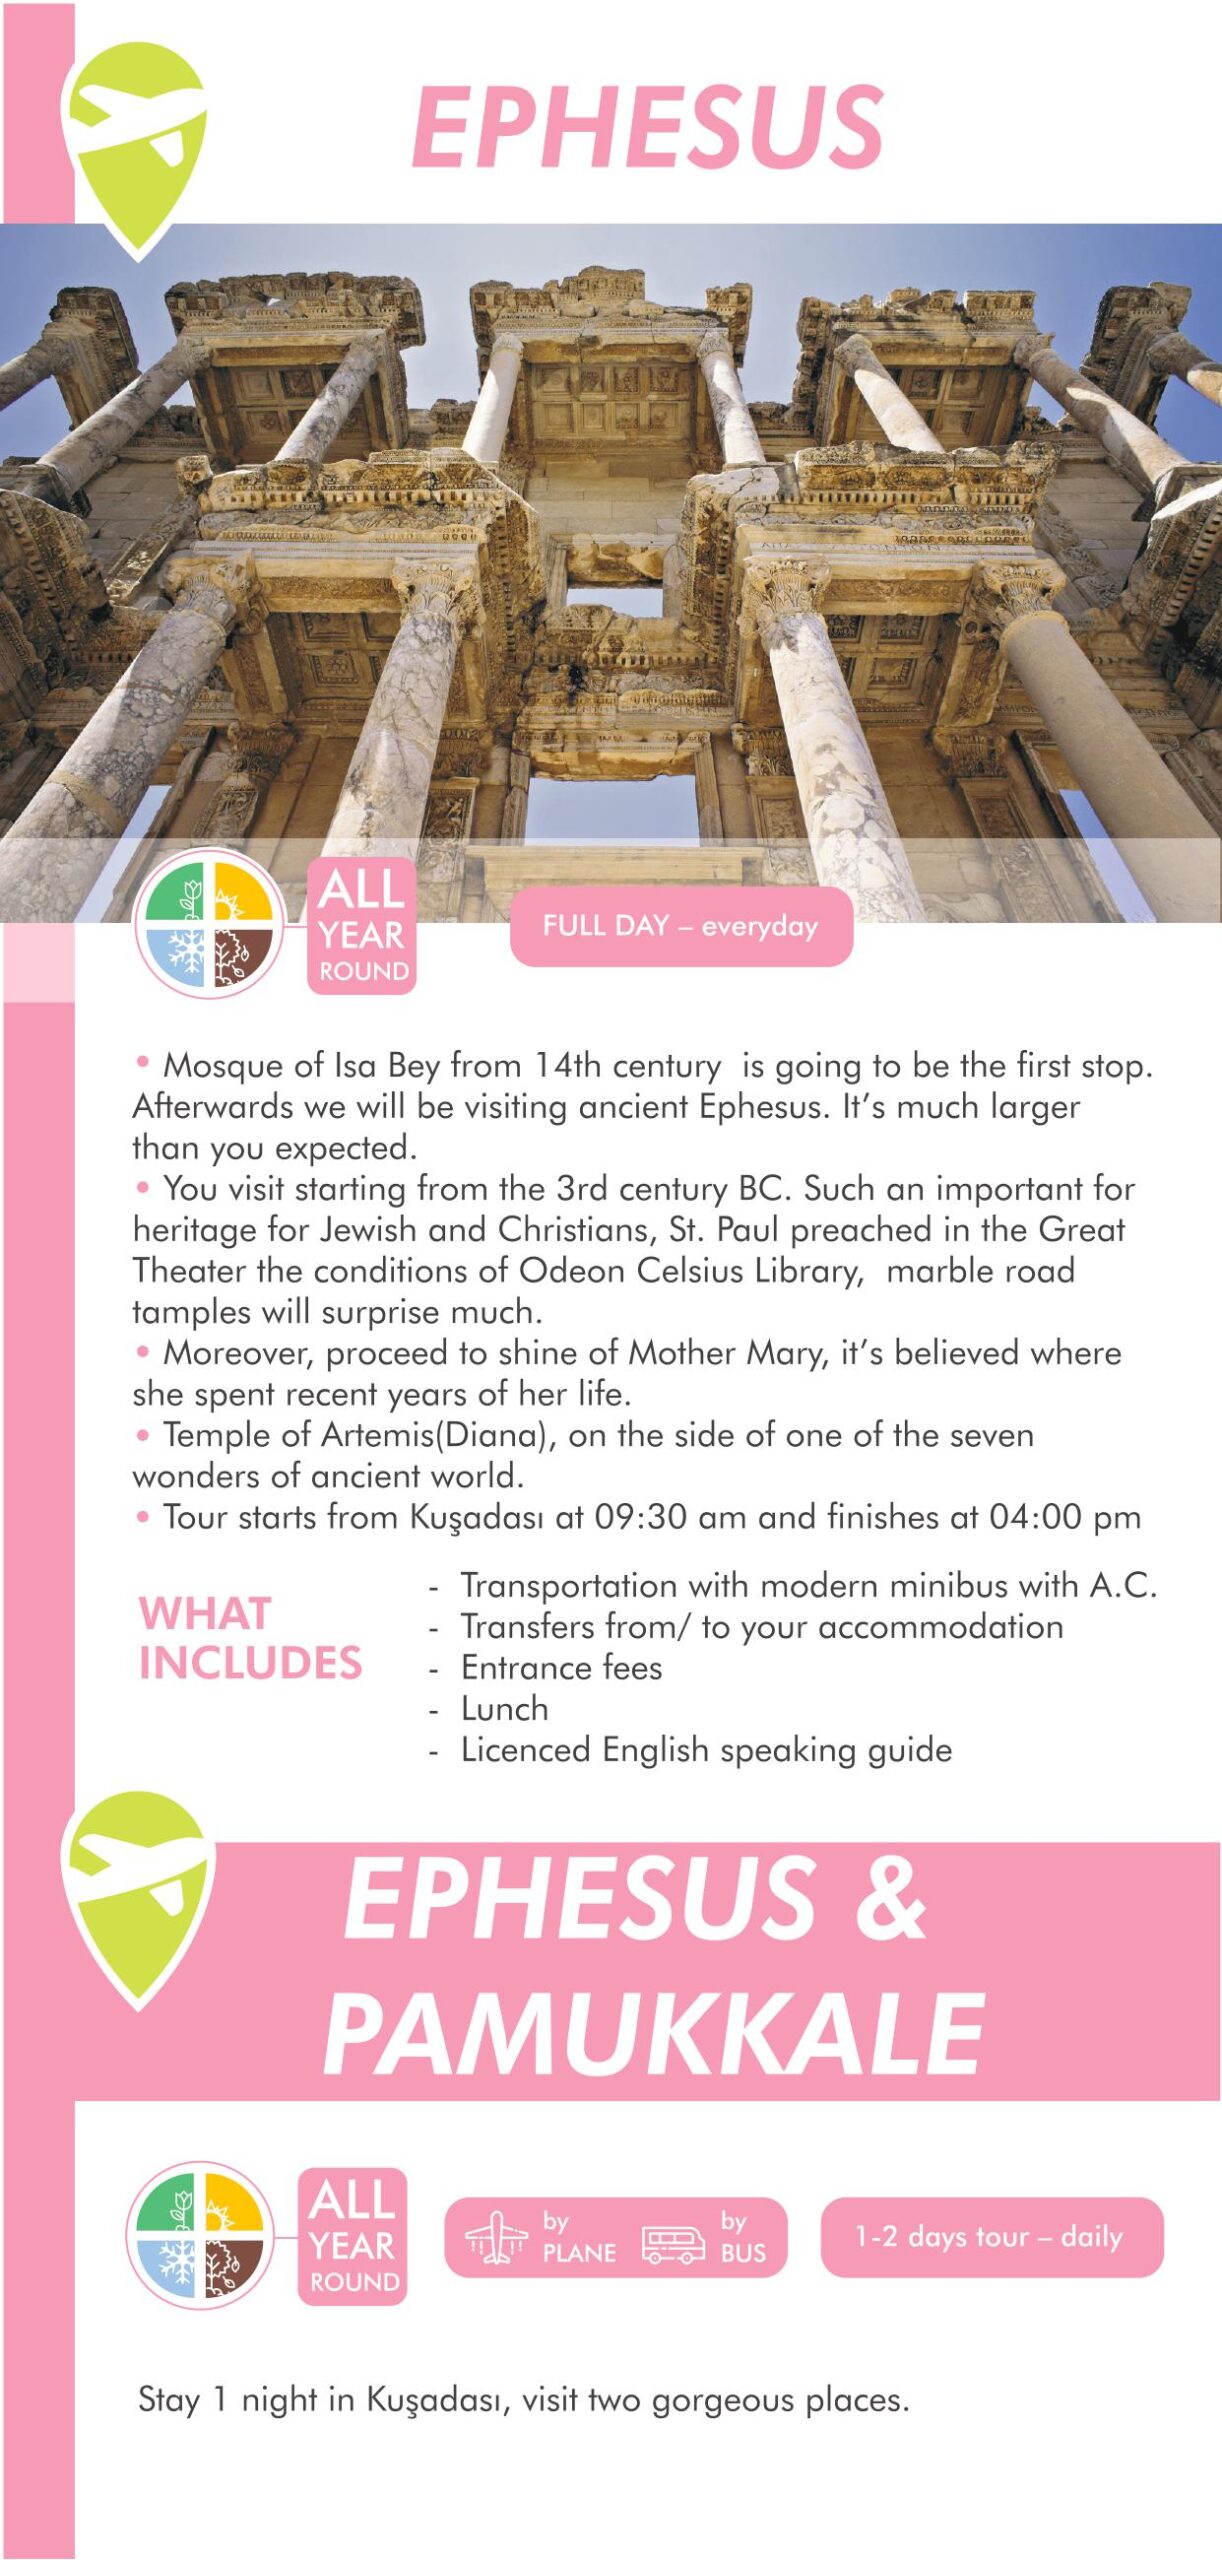 EPHESUS
ALL
YEAR
ROUND
FULL DAY – everyday
• Mosque of Isa Bey from 14th century is going to be the first stop.
Afterwards we will be visiting ancient Ephesus. It’s much larger
than you expected.
• You visit starting from the 3rd century BC. Such an important for
heritage for Jewish and Christians, St. Paul preached in the Great
Theater the conditions of Odeon Celsius Library, marble road
tamples will surprise much.
• Moreover, proceed to shine of Mother Mary, it’s believed where
she spent recent years of her life.
• Temple of Artemis(Diana), on the side of one of the seven
wonders of ancient world.
• Tour starts from Kuşadası at 09:30 am and finishes at 04:00 pm
WHAT
INCLUDES
- Transportation with modern minibus with A.C.
- Transfers from/ to your accommodation
- Entrance fees
- Lunch
- Licenced English speaking guide
EPHESUS &
PAMUKKALE
ALL
YEAR
ROUND
by
PLANE
by
BUS
1-2 days tour – daily
Stay 1 night in Kuşadası, visit two gorgeous places.